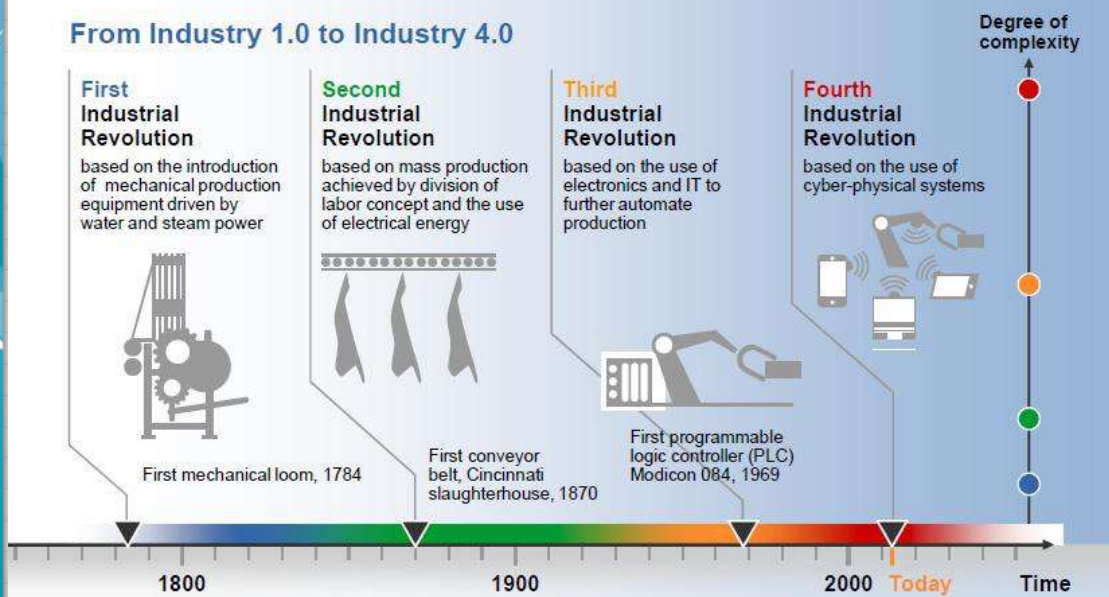 From Industry 1.0 to Industry 4.0
Degree of
complexity
First
Industrial
Revolution
based on the introduction
of mechanical production
equipment driven by
water and steam power
Second
Industrial
Revolution
based on mass production
achieved by division of
labor concept and the use
of electrical energy
Third
Industrial
Revolution
based on the use of
electronics and IT to
further automate
production
Fourth
Industrial
Revolution
based on the use of
cyber-physical systems
First mechanical loom, 1784
First conveyor
belt, Cincinnati
slaughterhouse, 1870
First programmable
logic controller (PLC)
Modicon 084, 1969
1800
1900
2000
Today
Time